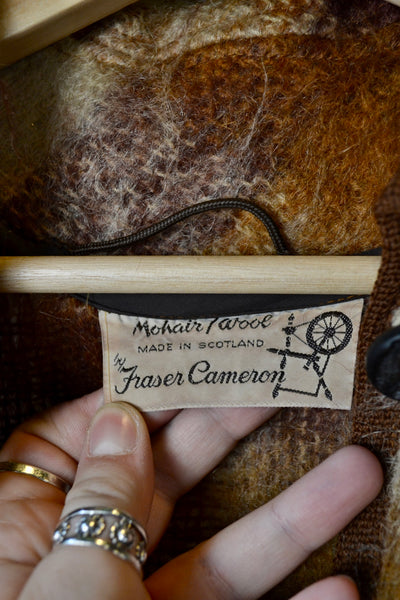 Mohair/Wool
MADE IN SCOTLAND
by
Fraser Cameron